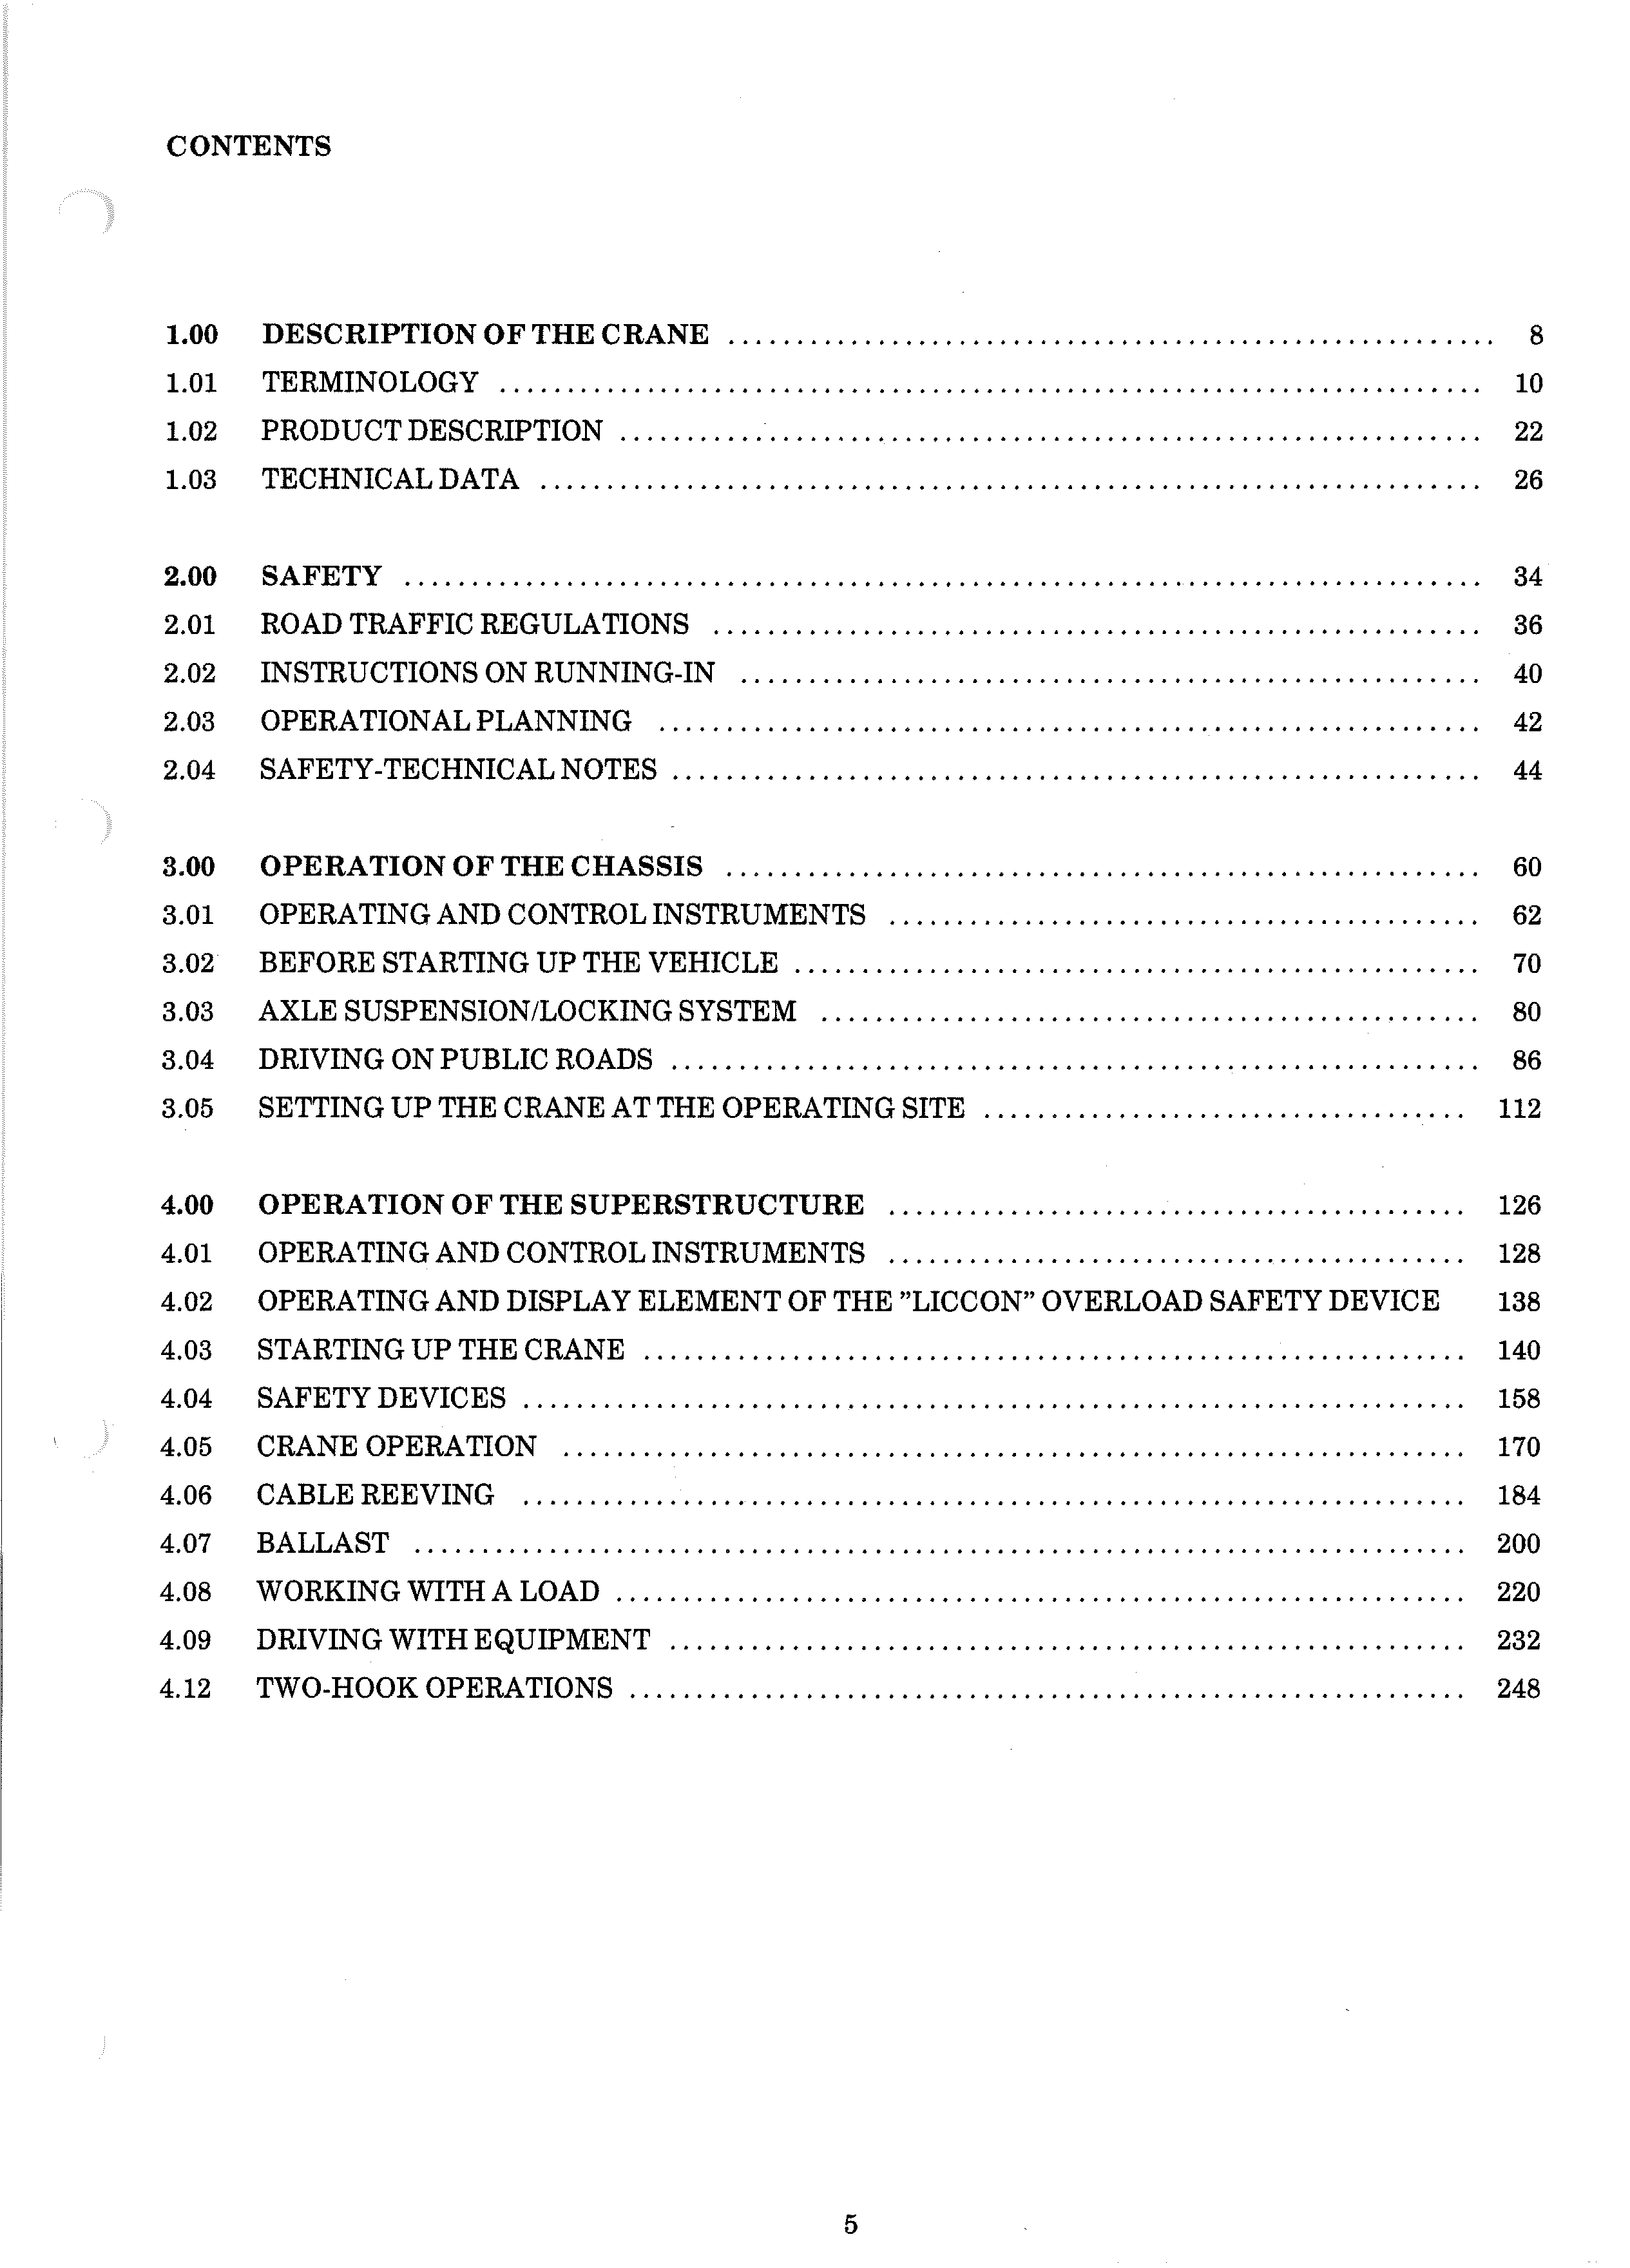 CONTENTS
1.00 DESCRIPTION OF THE CRANE ........................................................ 8
1.01 TERMINOLOGY ........................................................................ 10
1.02 PRODUCT DESCRIPTION ............................................................... 22
1.03 TECHNICAL DATA ..................................................................... 26
2.00 SAFETY .............................................................................. 34
2.01 ROAD TRAFFIC REGULATIONS ......................................................... 36
2.02 INSTRUCTIONS ON RUNNING-IN ....................................................... 40
2.03 OPERATIONAL PLANNING ............................................................. 42
2.04 SAFETY-TECHNICAL NOTES ............................................................ 44
3.00 OPERATION OF THE CHASSIS ........................................................ 60
3.01 OPERATING AND CONTROL INSTRUMENTS ............................................ 62
3.02 BEFORE STARTING UP THE VEHICLE ................................................... 70
3.03 AXLE SUSPENSION/LOCKING SYSTEM ................................................. 80
3.04 DRIVING ON PUBLIC ROADS ............................................................ 86
3.05 SETTING UP THE CRANE AT THE OPERATING SITE .................................... 112
4.00 OPERATION OF THE SUPERSTRUCTURE ........................................... 126
4.01 OPERATING AND CONTROL INSTRUMENTS ........................................... 128
4.02 OPERATING AND DISPLAY ELEMENT OF THE ”LICCON” OVERLOAD SAFETY DEVICE 138
4.03 STARTING UP THE CRANE ............................................................. 140
4.04 SAFETY DEVICES ...................................................................... 158
4.05 CRANE OPERATION ................................................................... 170
4.06 CABLE REEVING ...................................................................... 184
4.07 BALLAST .............................................................................. 200
4.08 WORKING WITH A LOAD ............................................................... 220
4.09 DRIVING WITH EQUIPMENT ........................................................... 232
4.12 TWO-HOOK OPERATIONS .............................................................. 248
5